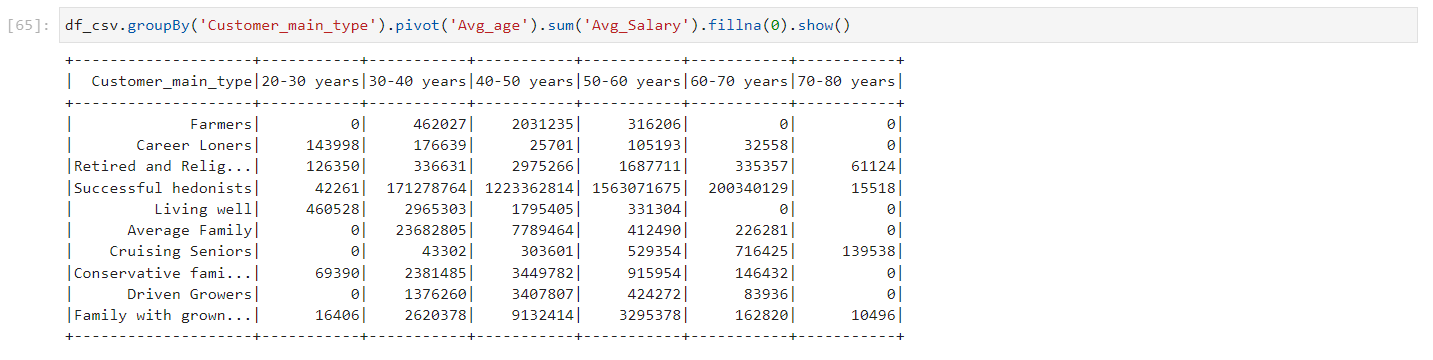 [65]: df_csv.groupBy('Customer_main_type').pivot('Avg_age').sum('Avg_Salary').fillna(0).show()
+--------------------+-----------+-----------+-----------+-----------+-----------+-----------+
|  Customer_main_type|20-30 years|30-40 years|40-50 years|50-60 years|60-70 years|70-80 years|
+--------------------+-----------+-----------+-----------+-----------+-----------+-----------+
|             Farmers|          0|     462027|    2031235|     316206|          0|          0|
|       Career Loners|     143998|     176639|      25701|     105193|      32558|          0|
|Retired and Relig...|     126350|     336631|    2975266|    1687711|     335357|      61124|
|Successful hedonists|      42261|  171278764| 1223362814| 1563071675|  200340129|      15518|
|         Living well|     460528|    2965303|    1795405|     331304|          0|          0|
|      Average Family|          0|   23682805|    7789464|     412490|     226281|          0|
|    Cruising Seniors|          0|      43302|     303601|     529354|     716425|     139538|
|Conservative fami...|      69390|    2381485|    3449782|     915954|     146432|          0|
|      Driven Growers|          0|    1376260|    3407807|     424272|      83936|          0|
|Family with grown...|      16406|    2620378|    9132414|    3295378|     162820|      10496|
+--------------------+-----------+-----------+-----------+-----------+-----------+-----------+